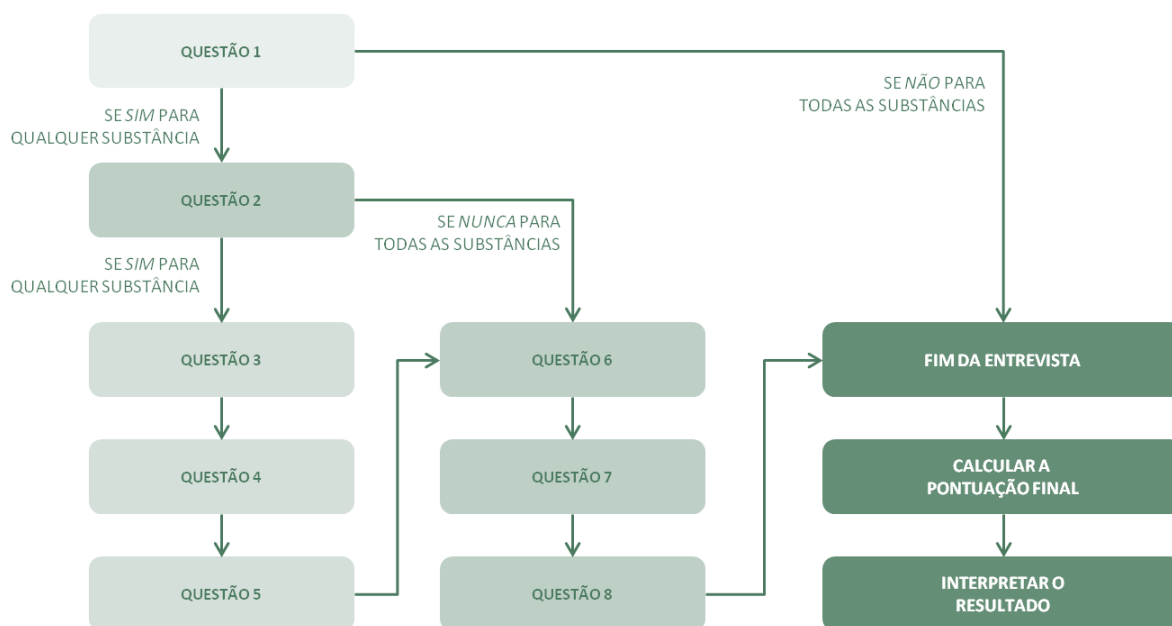 QUESTÃO 1
SE NÃO PARA
TODAS AS SUBSTÂNCIAS
SE SIM PARA
QUALQUER SUBSTÂNCIA
QUESTÃO 2
SE NUNCA PARA
TODAS AS SUBSTÂNCIAS
SE SIM PARA
QUALQUER SUBSTÂNCIA
QUESTÃO 3
QUESTÃO 6
FIM DA ENTREVISTA
QUESTÃO 4
QUESTÃO 7
CALCULAR A
PONTUAÇÃO FINAL
QUESTÃO 5
QUESTÃO 8
INTERPRETAR O
RESULTADO